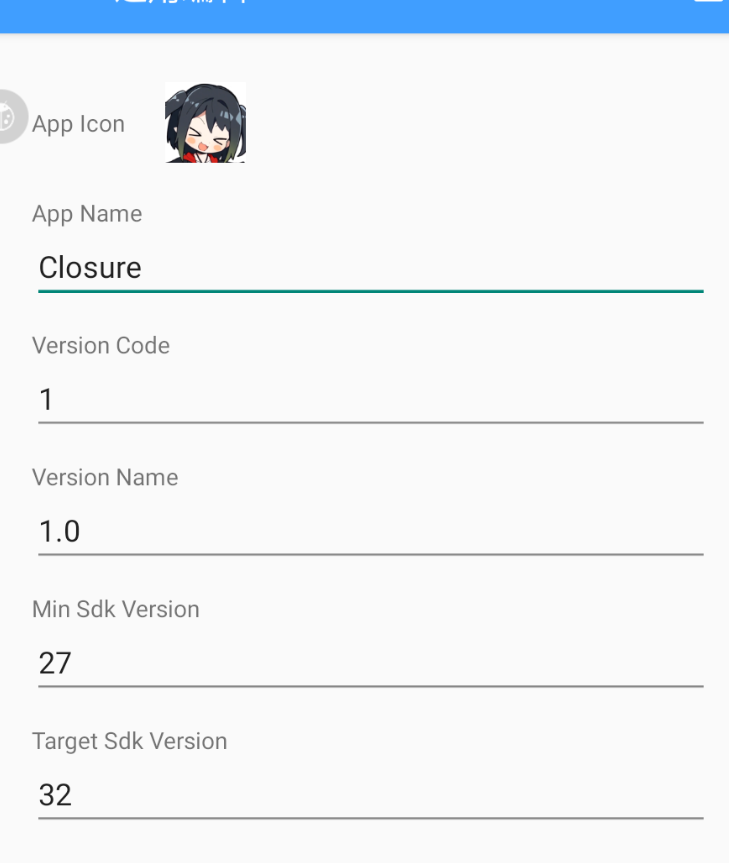 App Icon
App Name
Closure
Version Code
1
Version Name
1.0
Min Sdk Version
27
Target Sdk Version
32